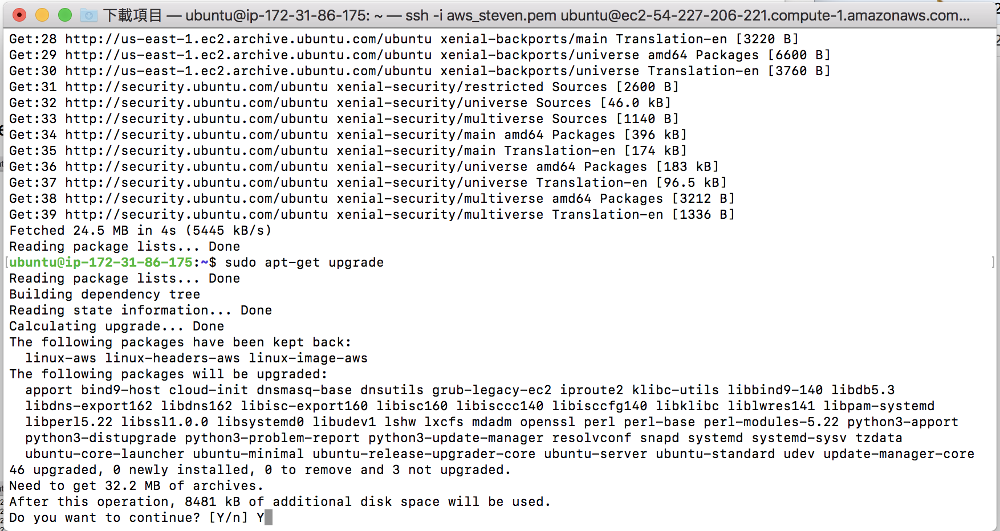 下載項目 — ubuntu@ip-172-31-86-175: ~ — ssh -i aws_steven.pem ubuntu@ec2-54-227-206-221.compute-1.amazonaws.com...
Get:28 http://us-east-1.ec2.archive.ubuntu.com/ubuntu xenial-backports/main Translation-en [3220 B]
Get:29 http://us-east-1.ec2.archive.ubuntu.com/ubuntu xenial-backports/universe amd64 Packages [6600 B]
Get:30 http://us-east-1.ec2.archive.ubuntu.com/ubuntu xenial-backports/universe Translation-en [3760 B]
Get:31 http://security.ubuntu.com/ubuntu xenial-security/restricted Sources [2600 B]
Get:32 http://security.ubuntu.com/ubuntu xenial-security/universe Sources [46.0 kB]
Get:33 http://security.ubuntu.com/ubuntu xenial-security/multiverse Sources [1140 B]
Get:34 http://security.ubuntu.com/ubuntu xenial-security/main amd64 Packages [396 kB]
Get:35 http://security.ubuntu.com/ubuntu xenial-security/main Translation-en [174 kB]
Get:36 http://security.ubuntu.com/ubuntu xenial-security/universe amd64 Packages [183 kB]
Get:37 http://security.ubuntu.com/ubuntu xenial-security/universe Translation-en [96.5 kB]
Get:38 http://security.ubuntu.com/ubuntu xenial-security/multiverse amd64 Packages [3212 B]
Get:39 http://security.ubuntu.com/ubuntu xenial-security/multiverse Translation-en [1336 B]
Fetched 24.5 MB in 4s (5445 kB/s)
Reading package lists... Done
[ubuntu@ip-172-31-86-175:~$ sudo apt-get upgrade ]
Reading package lists... Done
Building dependency tree
Reading state information... Done
Calculating upgrade... Done
The following packages have been kept back:
linux-aws linux-headers-aws linux-image-aws
The following packages will be upgraded:
apport bind9-host cloud-init dnsmasq-base dnsutils grub-legacy-ec2 iproute2 klibc-utils libbind9-140 libdb5.3
libdns-export162 libdns162 libisc-export160 libisc160 libisccc140 libisccfg140 libklibc liblwres141 libpam-systemd
libperl5.22 libssl1.0.0 libsystemd0 libudev1 lshw lxcfs mdadm openssl perl perl-base perl-modules-5.22 python3-apport
python3-distupgrade python3-problem-report python3-update-manager resolvconf snapd systemd systemd-sysv tzdata
ubuntu-core-launcher ubuntu-minimal ubuntu-release-upgrader-core ubuntu-server ubuntu-standard udev update-manager-core
46 upgraded, 0 newly installed, 0 to remove and 3 not upgraded.
Need to get 32.2 MB of archives.
After this operation, 8481 kB of additional disk space will be used.
Do you want to continue? [Y/n] Y